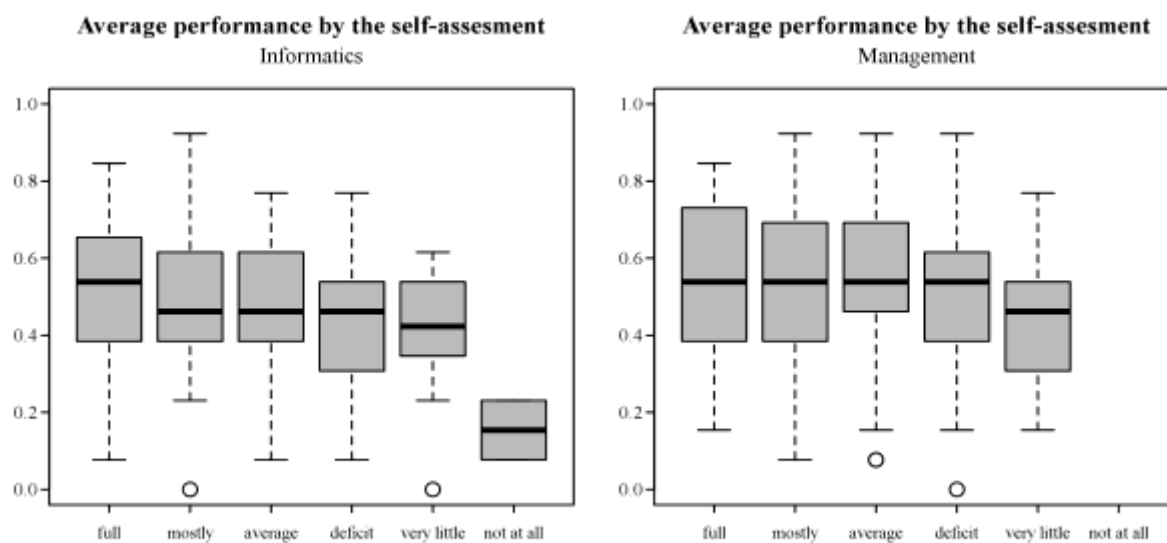 Average performance by the self-assesment
Informatics
1.0
0.8
0.6
0.4
0.2
0.0
full mostly average deficit very little not at all
Average performance by the self-assesment
Management
1.0
0.8
0.6
0.4
0.2
0.0
full mostly average deficit very little not at all